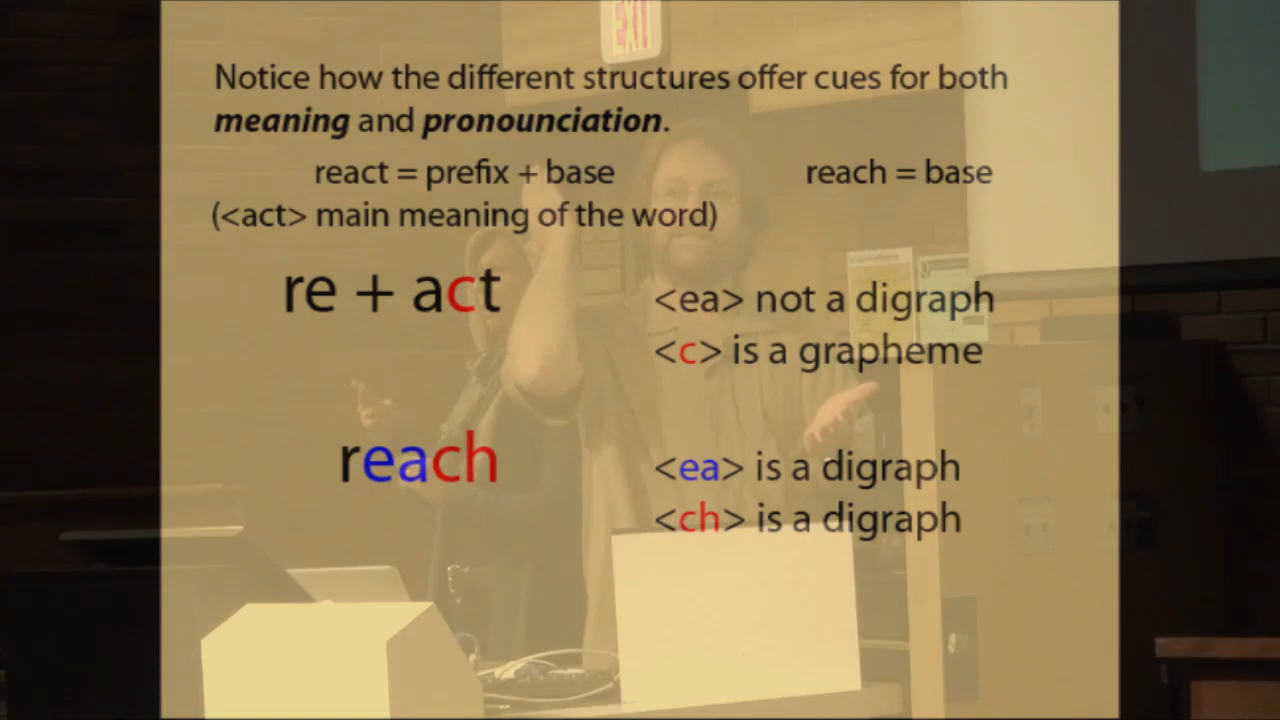 EXIT
Notice how the different structures offer cues for both
meaning and pronounciation.
react = prefix + base
reach = base
(<act> main meaning of the word)
re + act
<ea> not a digraph
<c> is a grapheme
reach
<ea> is a digraph
<ch> is a digraph